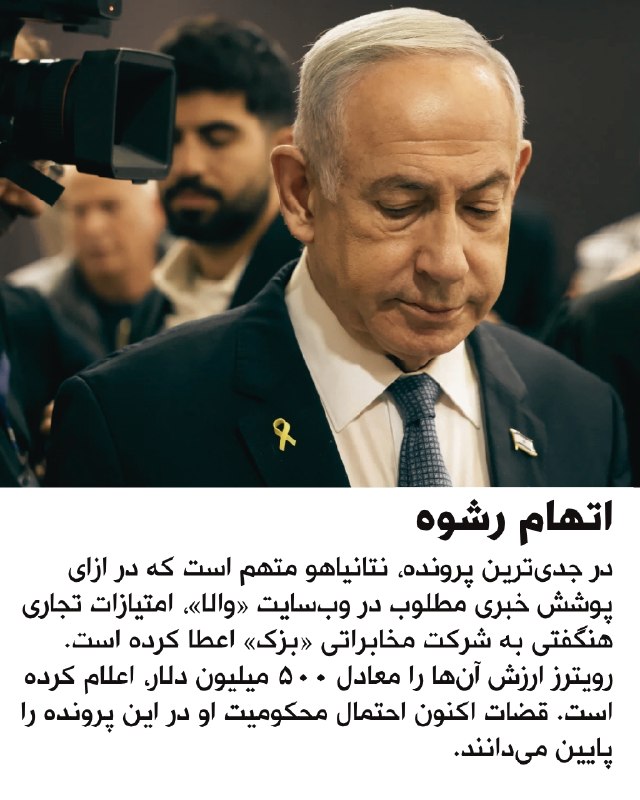 اتهام رشوه
در جدی‌ترین پرونده، نتانیاهو متهم است که در ازای
پوشش خبری مطلوب در وب‌سایت «والا»، امتیازات تجاری
هنگفتی به شرکت مخابراتی «بزک» اعطا کرده است.
رویترز ارزش آن‌ها را معادل ۵۰۰ میلیون دلار، اعلام کرده
است. قضات اکنون احتمال محکومیت او در این پرونده را
پایین می‌دانند.